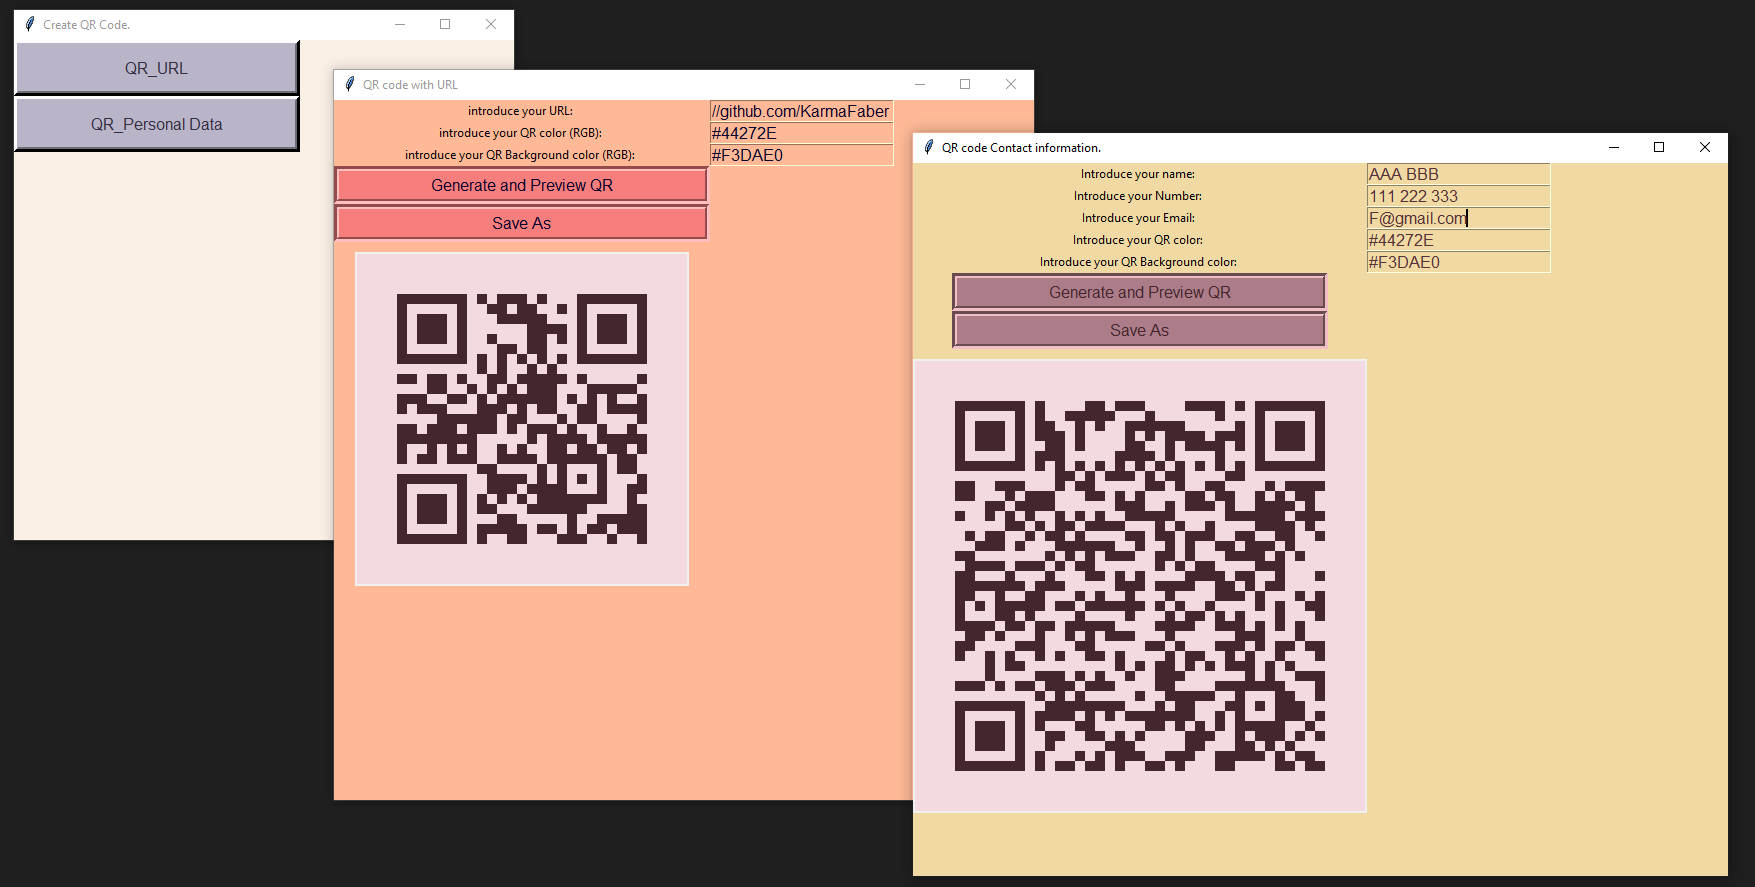 Create QR Code.
QR_URL
QR_Personal Data
QR code with URL
introduce your URL: //github.com/KarmaFaber
introduce your QR color (RGB): #44272E
introduce your QR Background color (RGB): #F3DAE0
Generate and Preview QR
Save As
QR code Contact information.
Introduce your name: AAA BBB
Introduce your Number: 111 222 333
Introduce your Email: F@gmail.com
Introduce your QR color: #44272E
Introduce your QR Background color: #F3DAE0
Generate and Preview QR
Save As